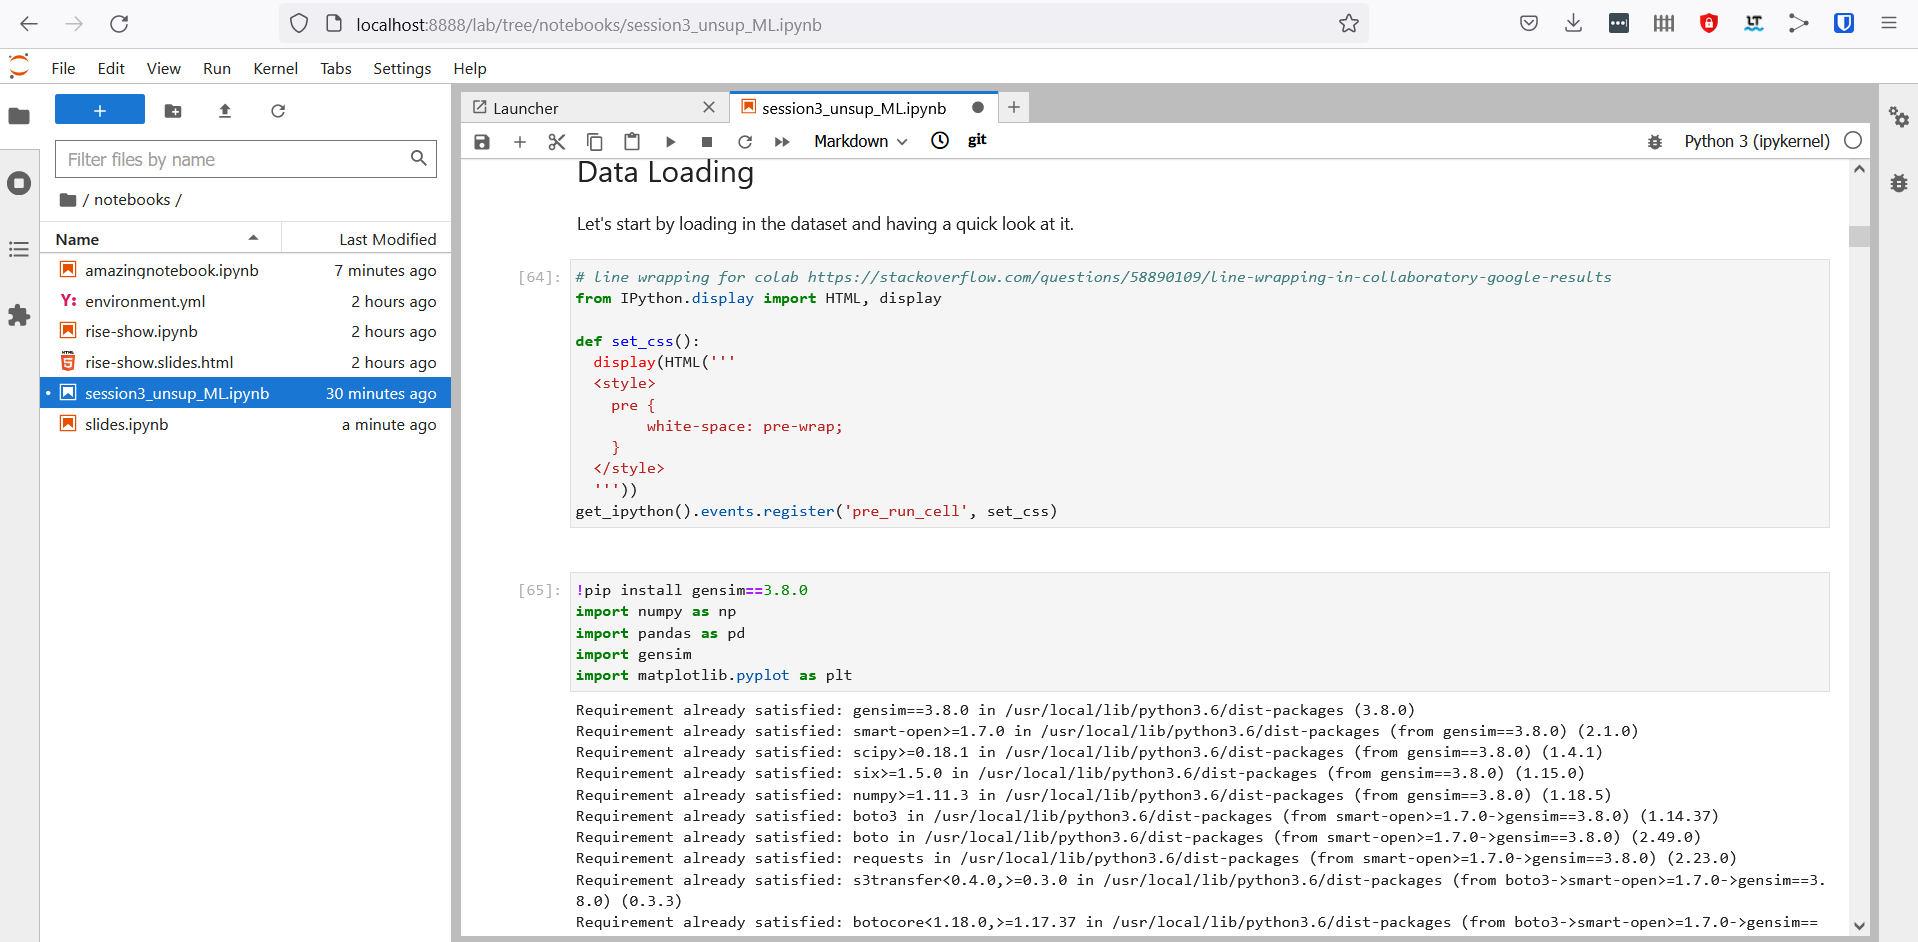 localhost:8888/lab/tree/notebooks/session3_unsup_ML.ipynb
File Edit View Run Kernel Tabs Settings Help
Launcher
session3_unsup_ML.ipynb
Filter files by name
Markdown
git
Python 3 (ipykernel)
/ notebooks /
Name Last Modified
amazingnotebook.ipynb 7 minutes ago
environment.yml 2 hours ago
rise-show.ipynb 2 hours ago
rise-show.slides.html 2 hours ago
session3_unsup_ML.ipynb 30 minutes ago
slides.ipynb a minute ago
Data Loading
Let's start by loading in the dataset and having a quick look at it.
[64]:
# line wrapping for colab https://stackoverflow.com/questions/58890109/line-wrapping-in-collaboratory-google-results
from IPython.display import HTML, display
def set_css():
display(HTML('''
<style>
pre {
white-space: pre-wrap;
}
</style>
'''))
get_ipython().events.register('pre_run_cell', set_css)
[65]:
!pip install gensim==3.8.0
import numpy as np
import pandas as pd
import gensim
import matplotlib.pyplot as plt
Requirement already satisfied: gensim==3.8.0 in /usr/local/lib/python3.6/dist-packages (3.8.0)
Requirement already satisfied: smart-open>=1.7.0 in /usr/local/lib/python3.6/dist-packages (from gensim==3.8.0) (2.1.0)
Requirement already satisfied: scipy>=0.18.1 in /usr/local/lib/python3.6/dist-packages (from gensim==3.8.0) (1.4.1)
Requirement already satisfied: six>=1.5.0 in /usr/local/lib/python3.6/dist-packages (from gensim==3.8.0) (1.15.0)
Requirement already satisfied: numpy>=1.11.3 in /usr/local/lib/python3.6/dist-packages (from gensim==3.8.0) (1.18.5)
Requirement already satisfied: boto3 in /usr/local/lib/python3.6/dist-packages (from smart-open>=1.7.0->gensim==3.8.0) (1.14.37)
Requirement already satisfied: boto in /usr/local/lib/python3.6/dist-packages (from smart-open>=1.7.0->gensim==3.8.0) (2.49.0)
Requirement already satisfied: requests in /usr/local/lib/python3.6/dist-packages (from smart-open>=1.7.0->gensim==3.8.0) (2.23.0)
Requirement already satisfied: s3transfer<0.4.0,>=0.3.0 in /usr/local/lib/python3.6/dist-packages (from boto3->smart-open>=1.7.0->gensim==3.
8.0) (0.3.3)
Requirement already satisfied: botocore<1.18.0,>=1.17.37 in /usr/local/lib/python3.6/dist-packages (from boto3->smart-open>=1.7.0->gensim==